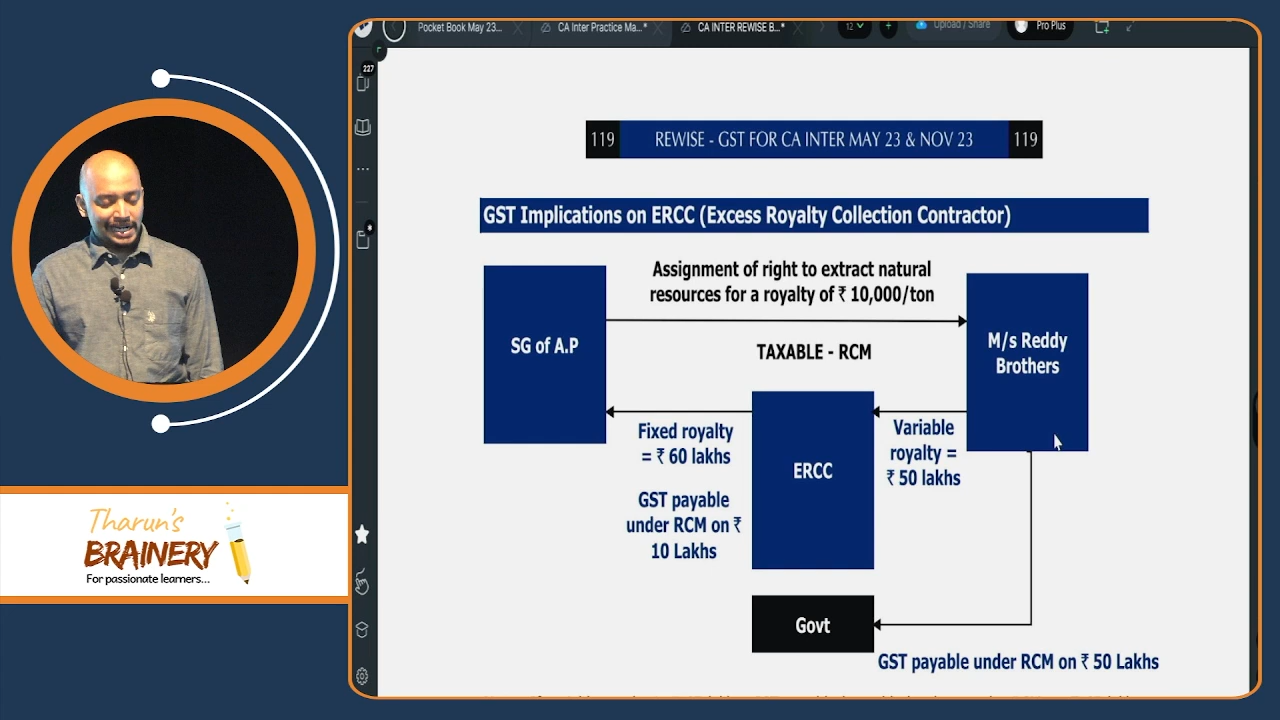 Pocket Book May 23...
CA Inter Practice Ma...*
CA INTER REWISE B...*
12
Upload / Share
Pro Plus
227
119 REWISE - GST FOR CA INTER MAY 23 & NOV 23 119
GST Implications on ERCC (Excess Royalty Collection Contractor)
Assignment of right to extract natural
resources for a royalty of ₹ 10,000/ton
SG of A.P
M/s Reddy
Brothers
TAXABLE - RCM
Fixed royalty
= ₹ 60 lakhs
Variable
royalty =
₹ 50 lakhs
ERCC
GST payable
under RCM on ₹
10 Lakhs
Govt
GST payable under RCM on ₹ 50 Lakhs
Tharun's
BRAINERY
For passionate learners...